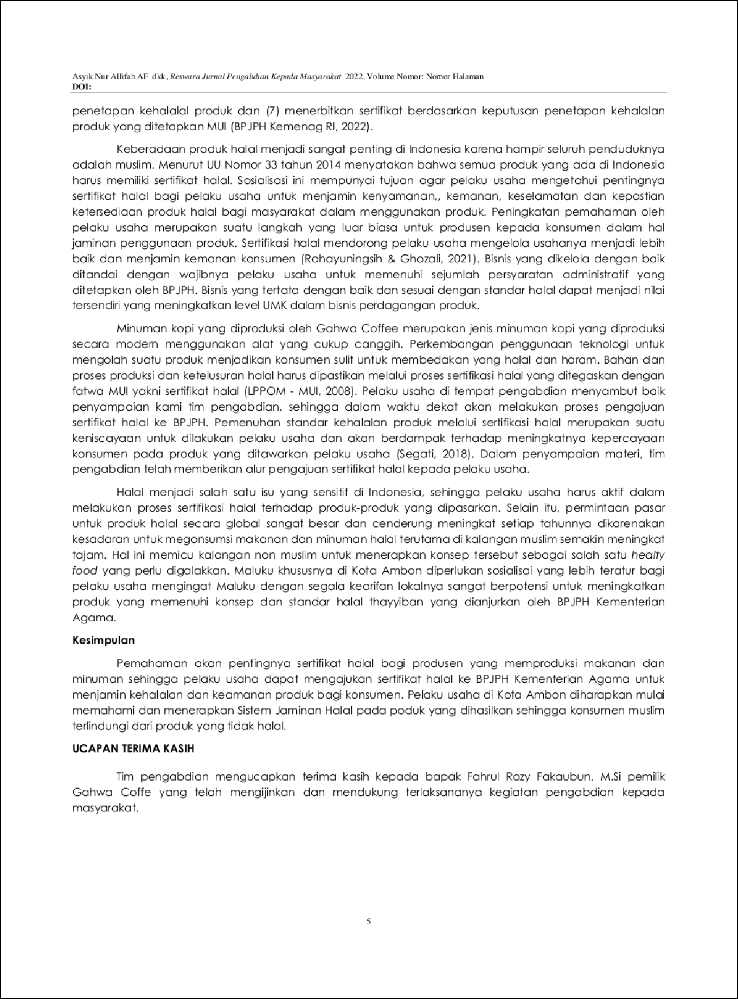 Asyik Nur Allifah AF dkk, Reswara Jurnal Pengabdian Kepada Masyarakat 2022, Volume Nomor: Nomor Halaman
DOI:
penetapan kehalalal produk dan (7) menerbitkan sertifikat berdasarkan keputusan penetapan kehalalan
produk yang ditetapkan MUI (BPJPH Kemenag RI, 2022).
Keberadaan produk halal menjadi sangat penting di Indonesia karena hampir seluruh penduduknya
adalah muslim. Menurut UU Nomor 33 tahun 2014 menyatakan bahwa semua produk yang ada di Indonesia
harus memiliki sertifikat halal. Sosialisasi ini mempunyai tujuan agar pelaku usaha mengetahui pentingnya
sertifikat halal bagi pelaku usaha untuk menjamin kenyamanan,, kemanan, keselamatan dan kepastian
ketersediaan produk halal bagi masyarakat dalam menggunakan produk. Peningkatan pemahaman oleh
pelaku usaha merupakan suatu langkah yang luar biasa untuk produsen kepada konsumen dalam hal
jaminan penggunaan produk. Sertifikasi halal mendorong pelaku usaha mengelola usahanya menjadi lebih
baik dan menjamin kemanan konsumen (Rahayuningsih & Ghozali, 2021). Bisnis yang dikelola dengan baik
ditandai dengan wajibnya pelaku usaha untuk memenuhi sejumlah persyaratan administratif yang
ditetapkan oleh BPJPH. Bisnis yang tertata dengan baik dan sesuai dengan standar halal dapat menjadi nilai
tersendiri yang meningkatkan level UMK dalam bisnis perdagangan produk.
Minuman kopi yang diproduksi oleh Gahwa Coffee merupakan jenis minuman kopi yang diproduksi
secara modern menggunakan alat yang cukup canggih. Perkembangan penggunaan teknologi untuk
mengolah suatu produk menjadikan konsumen sulit untuk membedakan yang halal dan haram. Bahan dan
proses produksi dan ketelusuran halal harus dipastikan melalui proses sertifikasi halal yang ditegaskan dengan
fatwa MUI yakni sertifikat halal (LPPOM - MUI, 2008). Pelaku usaha di tempat pengabdian menyambut baik
penyampaian kami tim pengabdian, sehingga dalam waktu dekat akan melakukan proses pengajuan
sertifikat halal ke BPJPH. Pemenuhan standar kehalalan produk melalui sertifikasi halal merupakan suatu
keniscayaan untuk dilakukan pelaku usaha dan akan berdampak terhadap meningkatnya kepercayaan
konsumen pada produk yang ditawarkan pelaku usaha (Segati, 2018). Dalam penyampaian materi, tim
pengabdian telah memberikan alur pengajuan sertifikat halal kepada pelaku usaha.
Halal menjadi salah satu isu yang sensitif di Indonesia, sehingga pelaku usaha harus aktif dalam
melakukan proses sertifikasi halal terhadap produk-produk yang dipasarkan. Selain itu, permintaan pasar
untuk produk halal secara global sangat besar dan cenderung meningkat setiap tahunnya dikarenakan
kesadaran untuk megonsumsi makanan dan minuman halal terutama di kalangan muslim semakin meningkat
tajam. Hal ini memicu kalangan non muslim untuk menerapkan konsep tersebut sebagai salah satu healty
food yang perlu digalakkan. Maluku khususnya di Kota Ambon diperlukan sosialisai yang lebih teratur bagi
pelaku usaha mengingat Maluku dengan segala kearifan lokalnya sangat berpotensi untuk meningkatkan
produk yang memenuhi konsep dan standar halal thayyiban yang dianjurkan oleh BPJPH Kementerian
Agama.
Kesimpulan
Pemahaman akan pentingnya sertifikat halal bagi produsen yang memproduksi makanan dan
minuman sehingga pelaku usaha dapat mengajukan sertifikat halal ke BPJPH Kementerian Agama untuk
menjamin kehalalan dan keamanan produk bagi konsumen. Pelaku usaha di Kota Ambon diharapkan mulai
memahami dan menerapkan Sistem Jaminan Halal pada poduk yang dihasilkan sehingga konsumen muslim
terlindungi dari produk yang tidak halal.
UCAPAN TERIMA KASIH
Tim pengabdian mengucapkan terima kasih kepada bapak Fahrul Rozy Fakaubun, M.Si pemilik
Gahwa Coffe yang telah mengijinkan dan mendukung terlaksananya kegiatan pengabdian kepada
masyarakat.
5